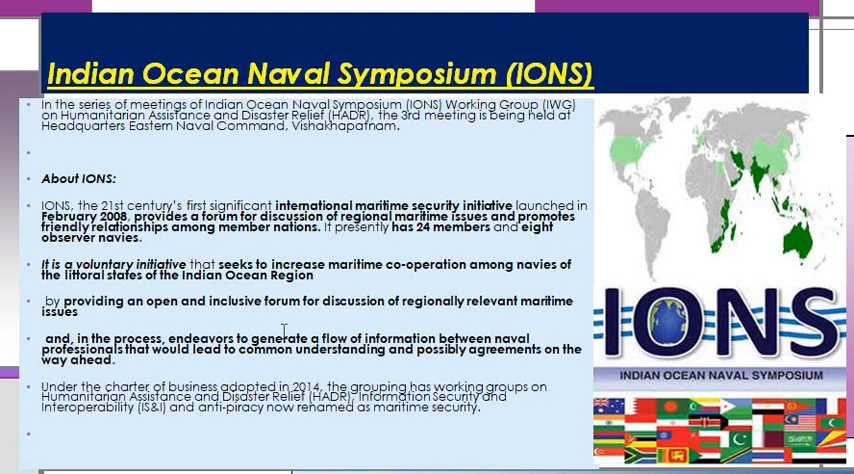 Indian Ocean Naval Symposium (IONS)
In the series of meetings of Indian Ocean Naval Symposium (IONS) Working Group (IWG)
on Humanitarian Assistance and Disaster Relief (HADR), the 3rd meeting is being held at
Headquarters Eastern Naval Command, Vishakhapatnam.
About IONS:
IONS, the 21st century's first significant international maritime security initiative launched in
February 2008, provides a forum for discussion of regional maritime issues and promotes
friendly relationships among member nations. It presently has 24 members and eight
observer navies.
It is a voluntary initiative that seeks to increase maritime co-operation among navies of
the littoral states of the Indian Ocean Region
by providing an open and inclusive forum for discussion of regionally relevant maritime
issues
and, in the process, endeavors to generate a flow of information between naval
professionals that would lead to common understanding and possibly agreements on the
way ahead.
Under the charter of business adopted in 2014, the grouping has working groups on
Humanitarian Assistance and Disaster Relief (HADR), Information Security and
Interoperability (IS&I) and anti-piracy now renamed as maritime security.
IONS
INDIAN OCEAN NAVAL SYMPOSIUM